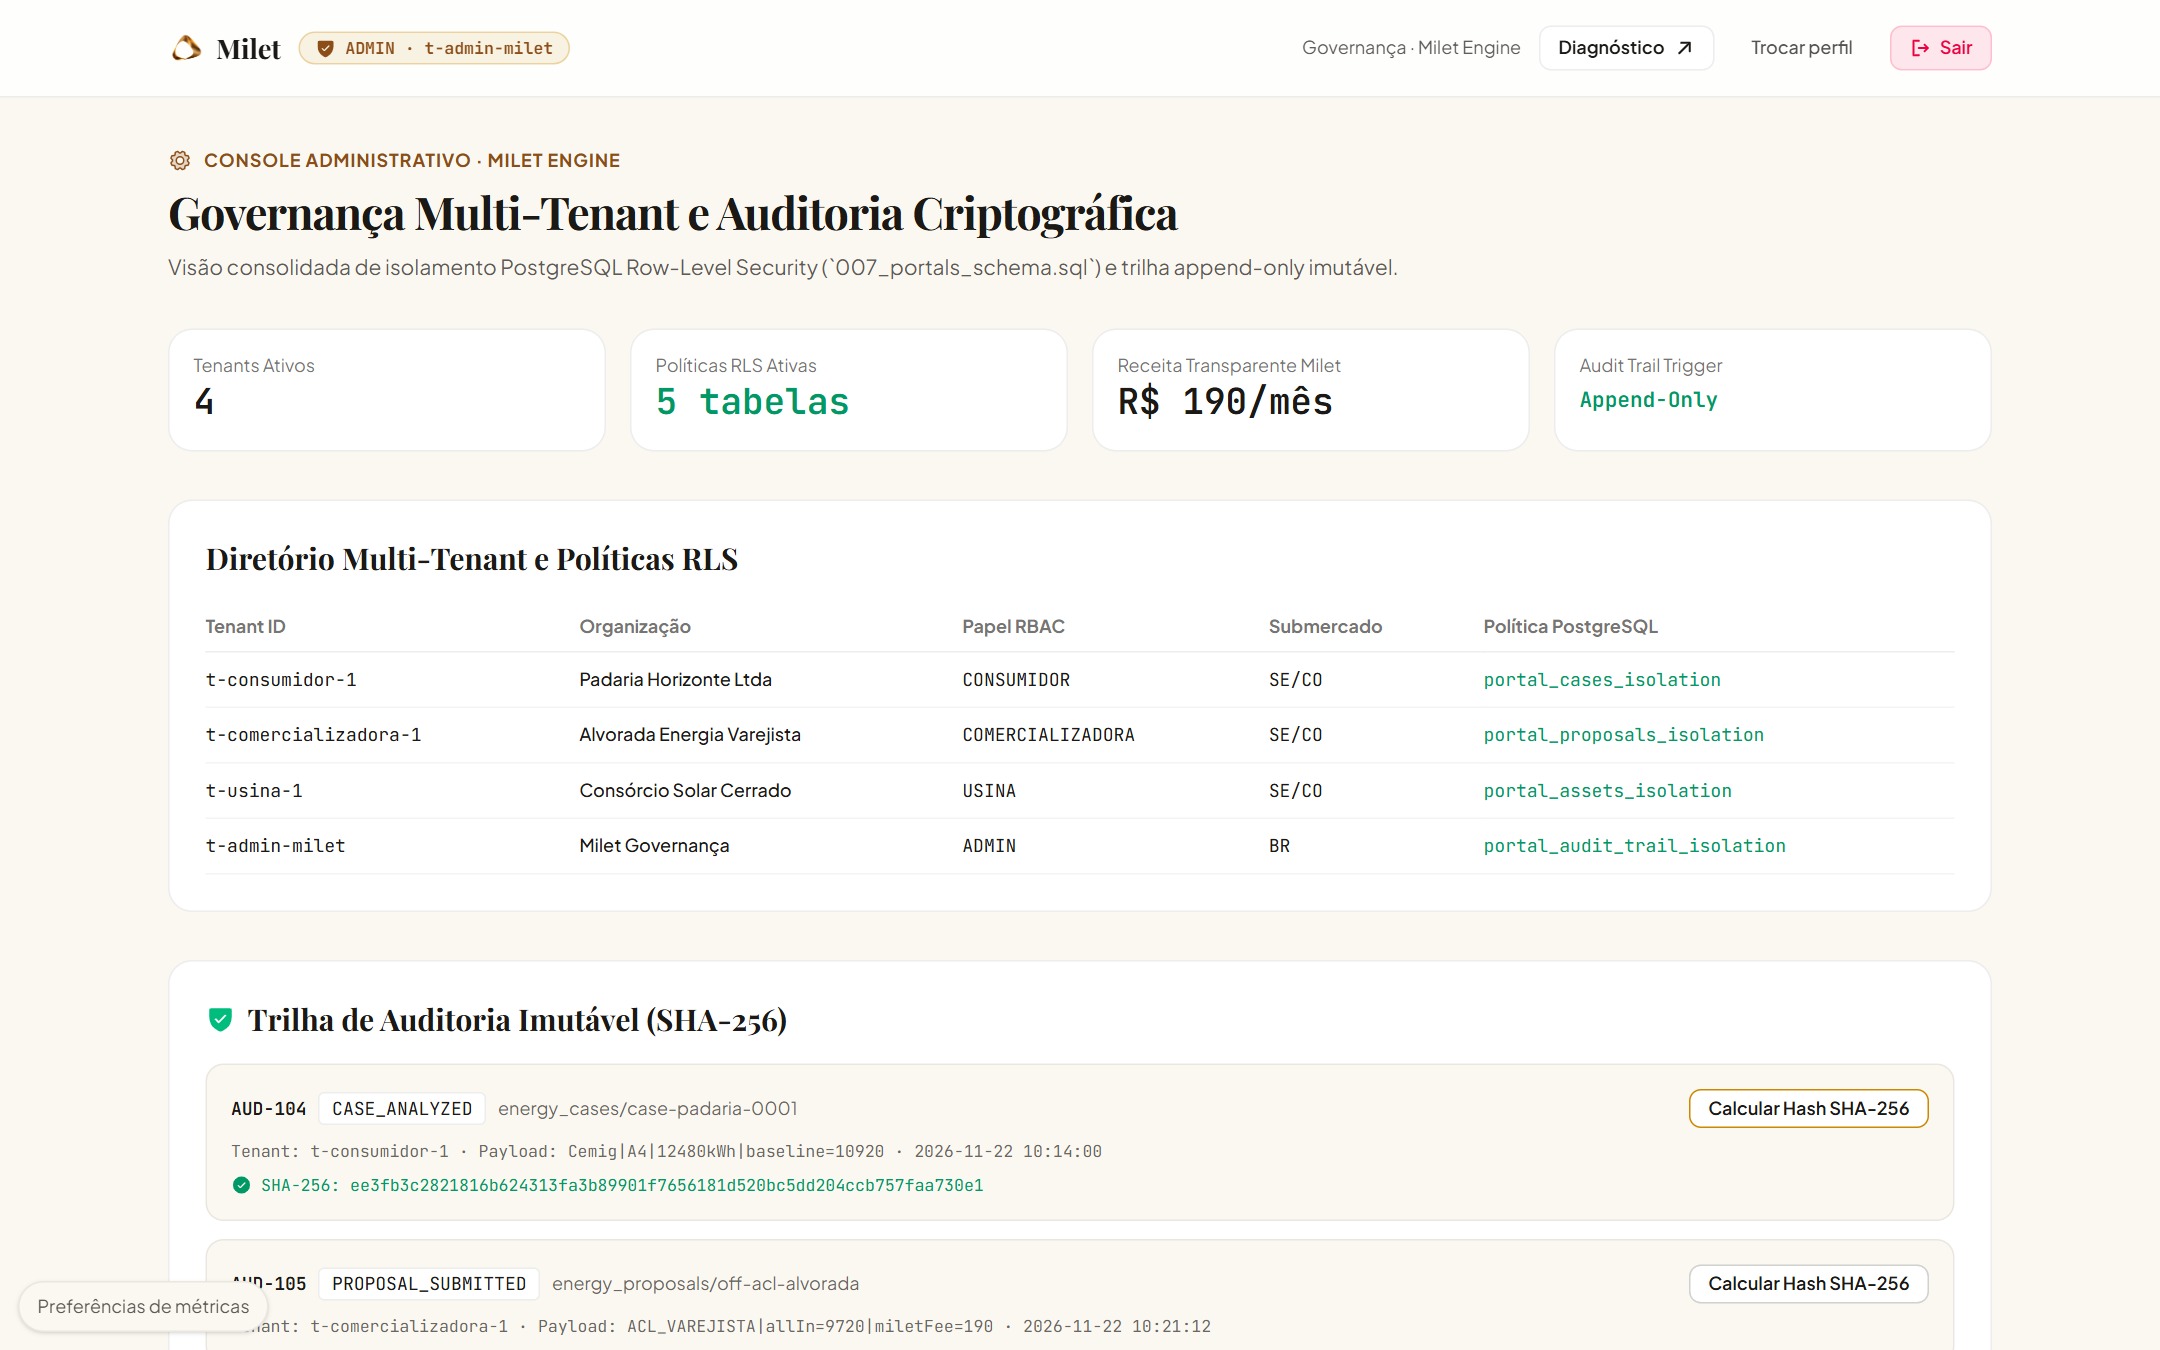 Milet
ADMIN · t-admin-milet
Governança · Milet Engine
Diagnóstico
Trocar perfil
Sair
CONSOLE ADMINISTRATIVO · MILET ENGINE
Governança Multi-Tenant e Auditoria Criptográfica
Visão consolidada de isolamento PostgreSQL Row-Level Security (`007_portals_schema.sql`) e trilha append-only imutável.
Tenants Ativos
4
Políticas RLS Ativas
5 tabelas
Receita Transparente Milet
R$ 190/mês
Audit Trail Trigger
Append-Only
Diretório Multi-Tenant e Políticas RLS
Tenant ID Organização Papel RBAC Submercado Política PostgreSQL
t-consumidor-1 Padaria Horizonte Ltda CONSUMIDOR SE/CO portal_cases_isolation
t-comercializadora-1 Alvorada Energia Varejista COMERCIALIZADORA SE/CO portal_proposals_isolation
t-usina-1 Consórcio Solar Cerrado USINA SE/CO portal_assets_isolation
t-admin-milet Milet Governança ADMIN BR portal_audit_trail_isolation
Trilha de Auditoria Imutável (SHA-256)
AUD-104 CASE_ANALYZED energy_cases/case-padaria-0001
Calcular Hash SHA-256
Tenant: t-consumidor-1 · Payload: Cemig|A4|12480kWh|baseline=10920 · 2026-11-22 10:14:00
SHA-256: ee3fb3c2821816b624313fa3b89901f7656181d520bc5dd204ccb757faa730e1
AUD-105 PROPOSAL_SUBMITTED energy_proposals/off-acl-alvorada
Calcular Hash SHA-256
t-comercializadora-1 · Payload: ACL_VAREJISTA|allIn=9720|miletFee=190 · 2026-11-22 10:21:12
Preferências de métricas